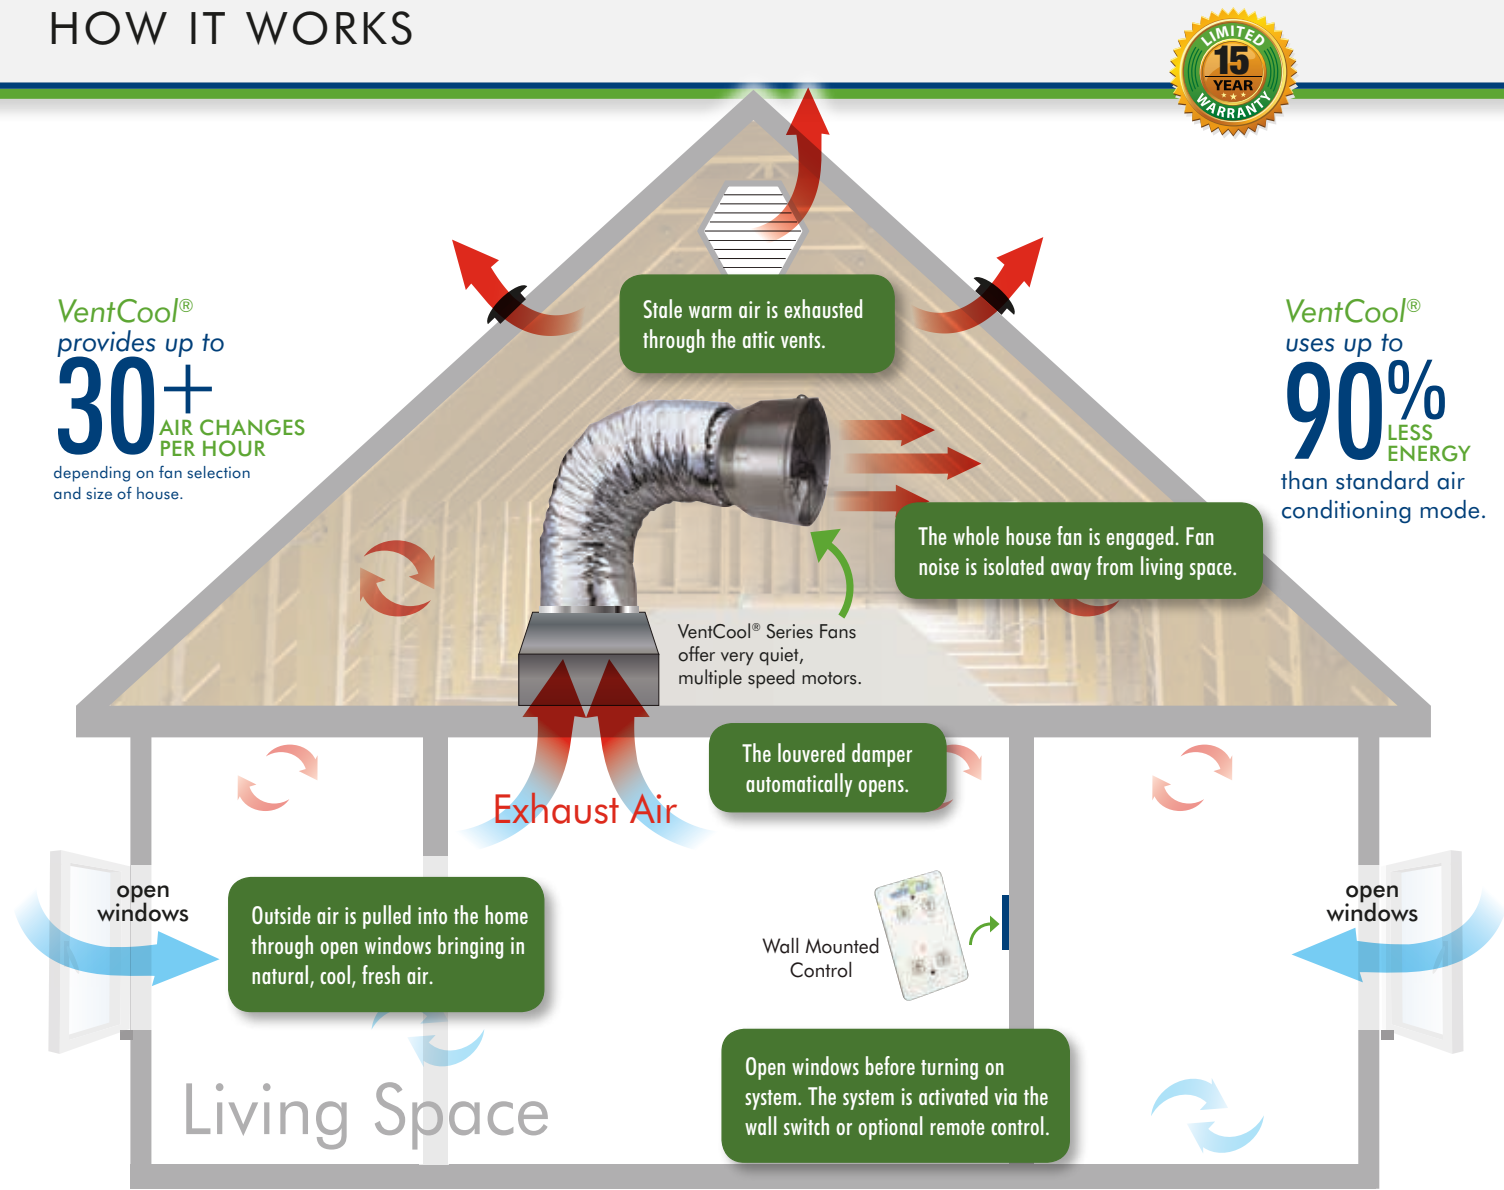 HOW IT WORKS
LIMITED
15
YEAR
WARRANTY
VentCool®
provides up to
30+
AIR CHANGES
PER HOUR
depending on fan selection
and size of house.
Stale warm air is exhausted
through the attic vents.
VentCool®
uses up to
90%
LESS
ENERGY
than standard air
conditioning mode.
The whole house fan is engaged. Fan
noise is isolated away from living space.
VentCool® Series Fans
offer very quiet,
multiple speed motors.
The louvered damper
automatically opens.
Exhaust Air
open
windows
Outside air is pulled into the home
through open windows bringing in
natural, cool, fresh air.
Wall Mounted
Control
open
windows
Open windows before turning on
system. The system is activated via the
wall switch or optional remote control.
Living Space